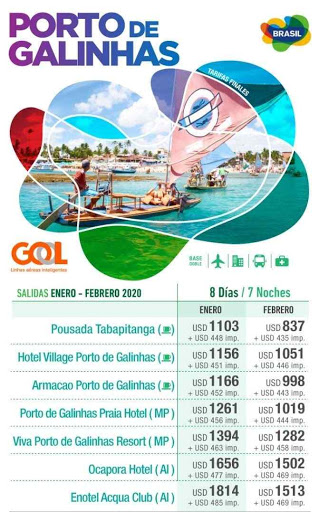 PORTO DE
GALINHAS
BRASIL
TARIFAS FINALES
GOL
Linhas aéreas inteligentes
BASE
DOBLE
SALIDAS ENERO - FEBRERO 2020
8 Días / 7 Noches
ENERO
FEBRERO
Pousada Tabapitanga ( )
USD 1103
+ USD 448 imp.
USD 837
+ USD 435 imp.
Hotel Village Porto de Galinhas ( )
USD 1156
+ USD 451 imp.
USD 1051
+ USD 446 imp.
Armacao Porto de Galinhas ( )
USD 1166
+ USD 452 imp.
USD 998
+ USD 443 imp.
Porto de Galinhas Praia Hotel ( MP )
USD 1261
+ USD 456 imp.
USD 1019
+ USD 444 imp.
Viva Porto de Galinhas Resort ( MP )
USD 1394
+ USD 463 imp.
USD 1282
+ USD 458 imp.
Ocapora Hotel ( AI )
USD 1656
+ USD 477 imp.
USD 1502
+ USD 469 imp.
Enotel Acqua Club ( AI )
USD 1814
+ USD 485 imp.
USD 1513
+ USD 469 imp.